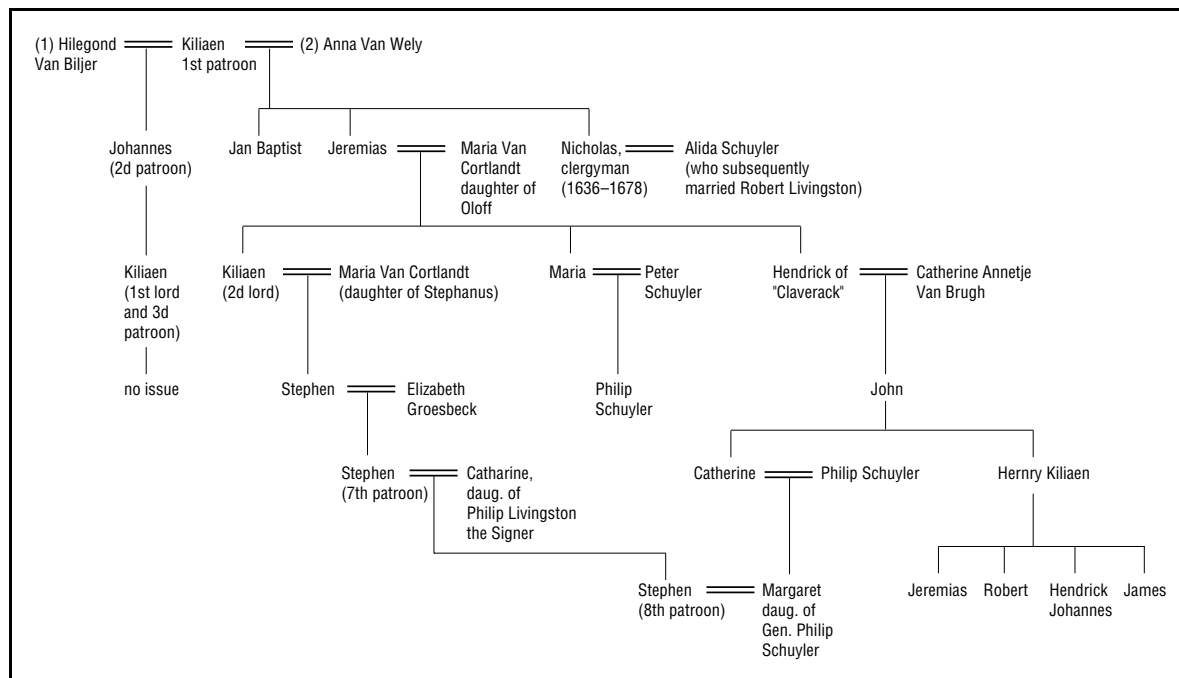 (1) Hilegond
Van Biljer
Kiliaen
1st patroon
(2) Anna Van Wely
Johannes
(2d patroon)
Jan Baptist
Jeremias
Maria Van
Cortlandt
daughter of
Oloff
Nicholas,
clergyman
(1636–1678)
Alida Schuyler
(who subsequently
married Robert Livingston)
Kiliaen
(1st lord
and 3d
patroon)
Kiliaen
(2d lord)
Maria Van Cortlandt
(daughter of Stephanus)
Maria
Peter
Schuyler
Hendrick of
"Claverack"
Catherine Annetje
Van Brugh
no issue
Stephen
Elizabeth
Groesbeck
Philip
Schuyler
John
Stephen
(7th patroon)
Catharine,
daug. of
Philip Livingston
the Signer
Catherine
Philip Schuyler
Hernry Kiliaen
Stephen
(8th patroon)
Margaret
daug. of
Gen. Philip
Schuyler
Jeremias
Robert
Hendrick
Johannes
James